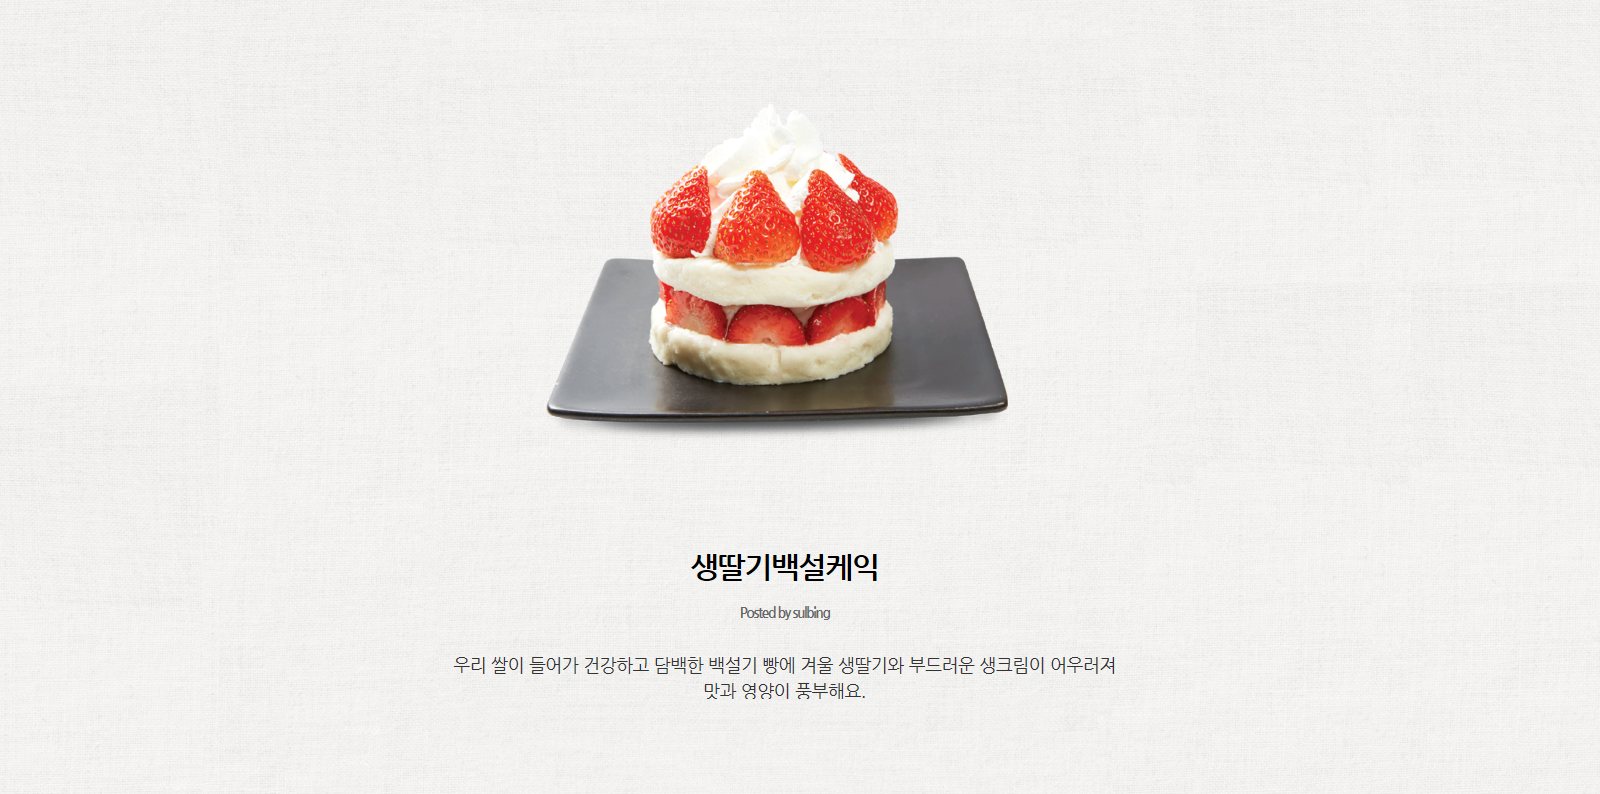 생딸기백설케익
Posted by sulbing
우리 쌀이 들어가 건강하고 담백한 백설기 빵에 겨울 생딸기와 부드러운 생크림이 어우러져
맛과 영양이 풍부해요.